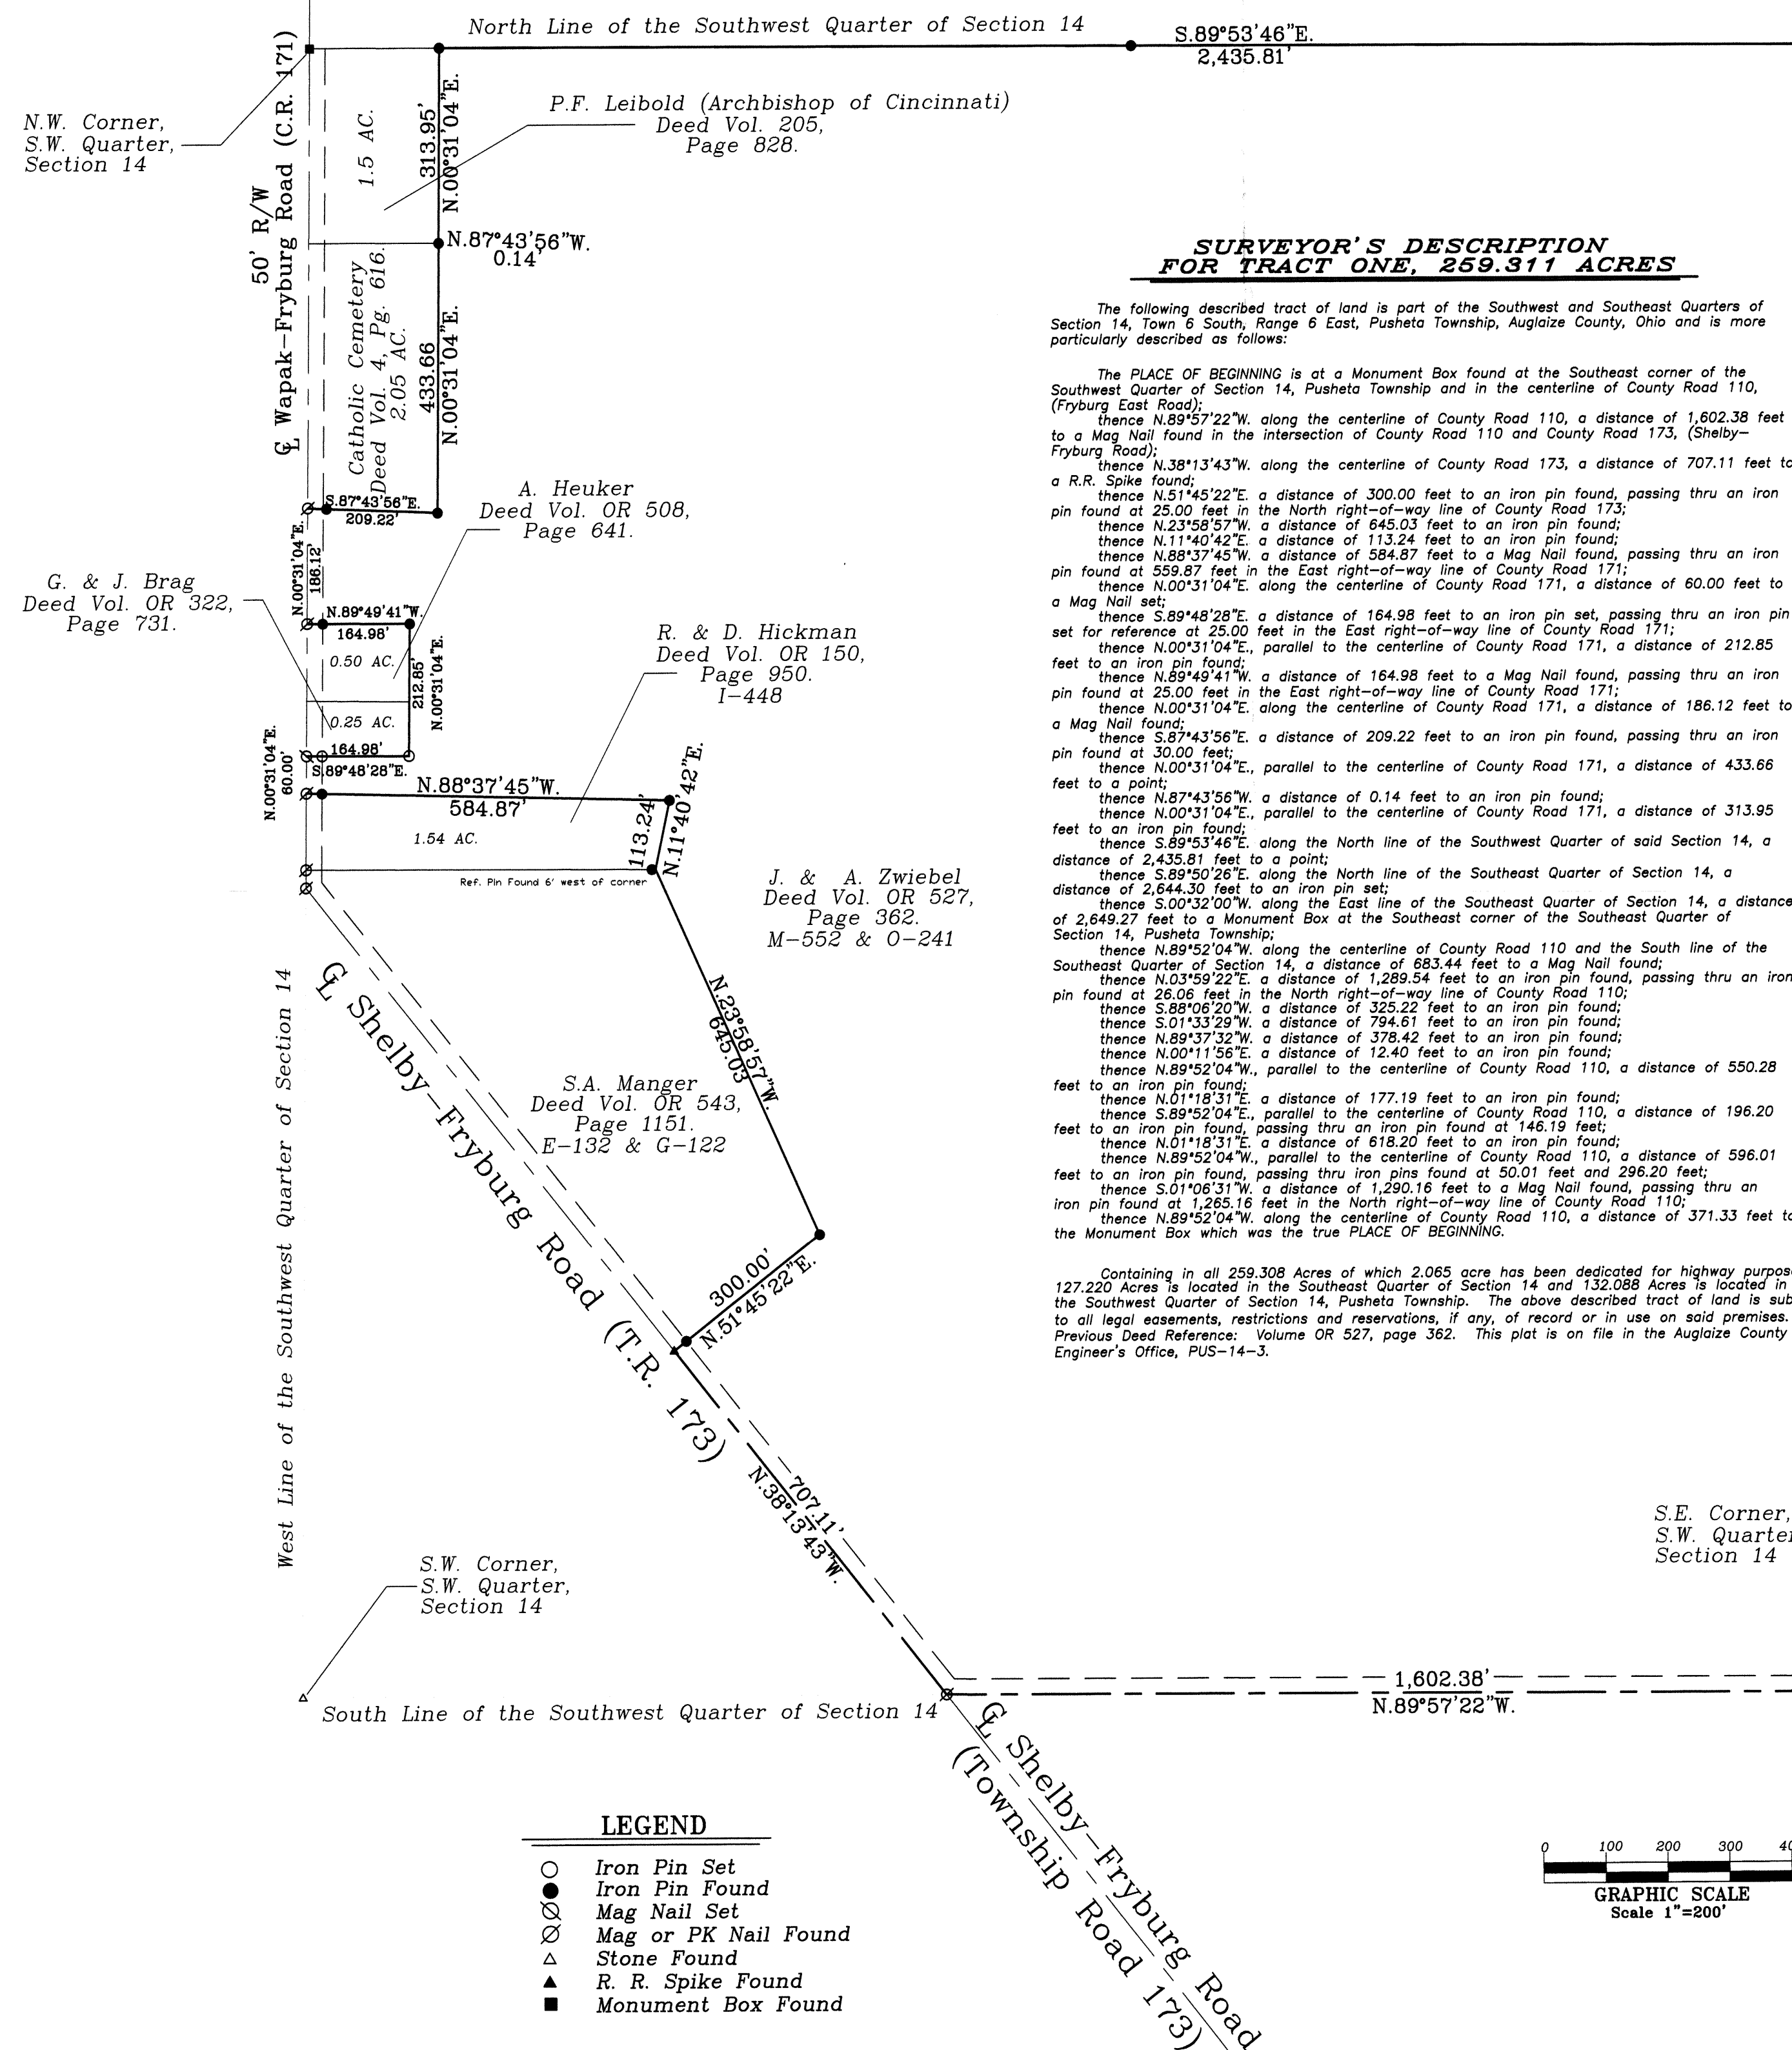 North Line of the Southwest Quarter of Section 14
S.89°53'46"E.
2,435.81'
N.W. Corner,
S.W. Quarter,
Section 14
50' R/W
℄ Wapak-Fryburg Road (C.R. 171)
1.5 AC.
313.95'
N.00°31'04"E.
P.F. Leibold (Archbishop of Cincinnati)
Deed Vol. 205,
Page 828.
N.87°43'56"W.
0.14'
Catholic Cemetery
Deed Vol. 4, Pg. 616.
2.05 AC.
433.66
N.00°31'04"E.
S.87°43'56"E.
209.22'
A. Heuker
Deed Vol. OR 508,
Page 641.
N.00°31'04"E.
186.12'
G. & J. Brag
Deed Vol. OR 322,
Page 731.
N.89°49'41"W.
164.98'
0.50 AC.
212.85'
N.00°31'04"E.
0.25 AC.
164.98'
S.89°48'28"E.
N.00°31'04"E.
60.00'
R. & D. Hickman
Deed Vol. OR 150,
Page 950.
I-448
N.88°37'45"W.
584.87'
1.54 AC.
113.24'
N.11°40'42"E.
Ref. Pin Found 6' west of corner
J. & A. Zwiebel
Deed Vol. OR 527,
Page 362.
M-552 & O-241
N.23°58'57"W.
645.03
S.A. Manger
Deed Vol. OR 543,
Page 1151.
E-132 & G-122
℄ Shelby-Fryburg Road (T.R. 173)
West Line of the Southwest Quarter of Section 14
300.00'
N.51°45'22"E.
707.11'
N.38°13'43"W.
S.W. Corner,
S.W. Quarter,
Section 14
South Line of the Southwest Quarter of Section 14
1,602.38'
N.89°57'22"W.
℄ Shelby-Fryburg Road
(Township Road 173)
S.E. Corner,
S.W. Quarter
Section 14
SURVEYOR'S DESCRIPTION
FOR TRACT ONE, 259.311 ACRES
The following described tract of land is part of the Southwest and Southeast Quarters of
Section 14, Town 6 South, Range 6 East, Pusheta Township, Auglaize County, Ohio and is more
particularly described as follows:
The PLACE OF BEGINNING is at a Monument Box found at the Southeast corner of the
Southwest Quarter of Section 14, Pusheta Township and in the centerline of County Road 110,
(Fryburg East Road);
thence N.89°57'22"W. along the centerline of County Road 110, a distance of 1,602.38 feet
to a Mag Nail found in the intersection of County Road 110 and County Road 173, (Shelby-
Fryburg Road);
thence N.38°13'43"W. along the centerline of County Road 173, a distance of 707.11 feet to
a R.R. Spike found;
thence N.51°45'22"E. a distance of 300.00 feet to an iron pin found, passing thru an iron
pin found at 25.00 feet in the North right-of-way line of County Road 173;
thence N.23°58'57"W. a distance of 645.03 feet to an iron pin found;
thence N.11°40'42"E. a distance of 113.24 feet to an iron pin found;
thence N.88°37'45"W. a distance of 584.87 feet to a Mag Nail found, passing thru an iron
pin found at 559.87 feet in the East right-of-way line of County Road 171;
thence N.00°31'04"E. along the centerline of County Road 171, a distance of 60.00 feet to
a Mag Nail set;
thence S.89°48'28"E. a distance of 164.98 feet to an iron pin set, passing thru an iron pin
set for reference at 25.00 feet in the East right-of-way line of County Road 171;
thence N.00°31'04"E., parallel to the centerline of County Road 171, a distance of 212.85
feet to an iron pin found;
thence N.89°49'41"W. a distance of 164.98 feet to a Mag Nail found, passing thru an iron
pin found at 25.00 feet in the East right-of-way line of County Road 171;
thence N.00°31'04"E. along the centerline of County Road 171, a distance of 186.12 feet to
a Mag Nail found;
thence S.87°43'56"E. a distance of 209.22 feet to an iron pin found, passing thru an iron
pin found at 30.00 feet;
thence N.00°31'04"E., parallel to the centerline of County Road 171, a distance of 433.66
feet to a point;
thence N.87°43'56"W. a distance of 0.14 feet to an iron pin found;
thence N.00°31'04"E., parallel to the centerline of County Road 171, a distance of 313.95
feet to an iron pin found;
thence S.89°53'46"E. along the North line of the Southwest Quarter of said Section 14, a
distance of 2,435.81 feet to a point;
thence S.89°50'26"E. along the North line of the Southeast Quarter of Section 14, a
distance of 2,644.30 feet to an iron pin set;
thence S.00°32'00"W. along the East line of the Southeast Quarter of Section 14, a distance
of 2,649.27 feet to a Monument Box at the Southeast corner of the Southeast Quarter of
Section 14, Pusheta Township;
thence N.89°52'04"W. along the centerline of County Road 110 and the South line of the
Southeast Quarter of Section 14, a distance of 683.44 feet to a Mag Nail found;
thence N.03°59'22"E. a distance of 1,289.54 feet to an iron pin found, passing thru an iron
pin found at 26.06 feet in the North right-of-way line of County Road 110;
thence S.88°06'20"W. a distance of 325.22 feet to an iron pin found;
thence S.01°33'29"W. a distance of 794.61 feet to an iron pin found;
thence N.89°37'32"W. a distance of 378.42 feet to an iron pin found;
thence N.00°11'56"E. a distance of 12.40 feet to an iron pin found;
thence N.89°52'04"W., parallel to the centerline of County Road 110, a distance of 550.28
feet to an iron pin found;
thence N.01°18'31"E. a distance of 177.19 feet to an iron pin found;
thence S.89°52'04"E., parallel to the centerline of County Road 110, a distance of 196.20
feet to an iron pin found, passing thru an iron pin found at 146.19 feet;
thence N.01°18'31"E. a distance of 618.20 feet to an iron pin found;
thence N.89°52'04"W., parallel to the centerline of County Road 110, a distance of 596.01
feet to an iron pin found, passing thru iron pins found at 50.01 feet and 296.20 feet;
thence S.01°06'31"W. a distance of 1,290.16 feet to a Mag Nail found, passing thru an
iron pin found at 1,265.16 feet in the North right-of-way line of County Road 110;
thence N.89°52'04"W. along the centerline of County Road 110, a distance of 371.33 feet to
the Monument Box which was the true PLACE OF BEGINNING.
Containing in all 259.308 Acres of which 2.065 acre has been dedicated for highway purpose
127.220 Acres is located in the Southeast Quarter of Section 14 and 132.088 Acres is located in
the Southwest Quarter of Section 14, Pusheta Township. The above described tract of land is sub
to all legal easements, restrictions and reservations, if any, of record or in use on said premises.
Previous Deed Reference: Volume OR 527, page 362. This plat is on file in the Auglaize County
Engineer's Office, PUS-14-3.
LEGEND
Iron Pin Set
Iron Pin Found
Mag Nail Set
Mag or PK Nail Found
Stone Found
R. R. Spike Found
Monument Box Found
0 100 200 300 40
GRAPHIC SCALE
Scale 1"=200'